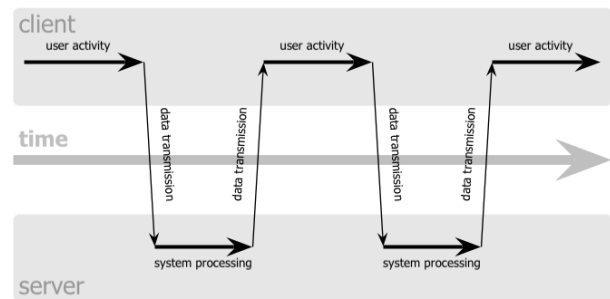 client
user activity
user activity
user activity
data transmission
data transmission
data transmission
data transmission
time
system processing
system processing
server